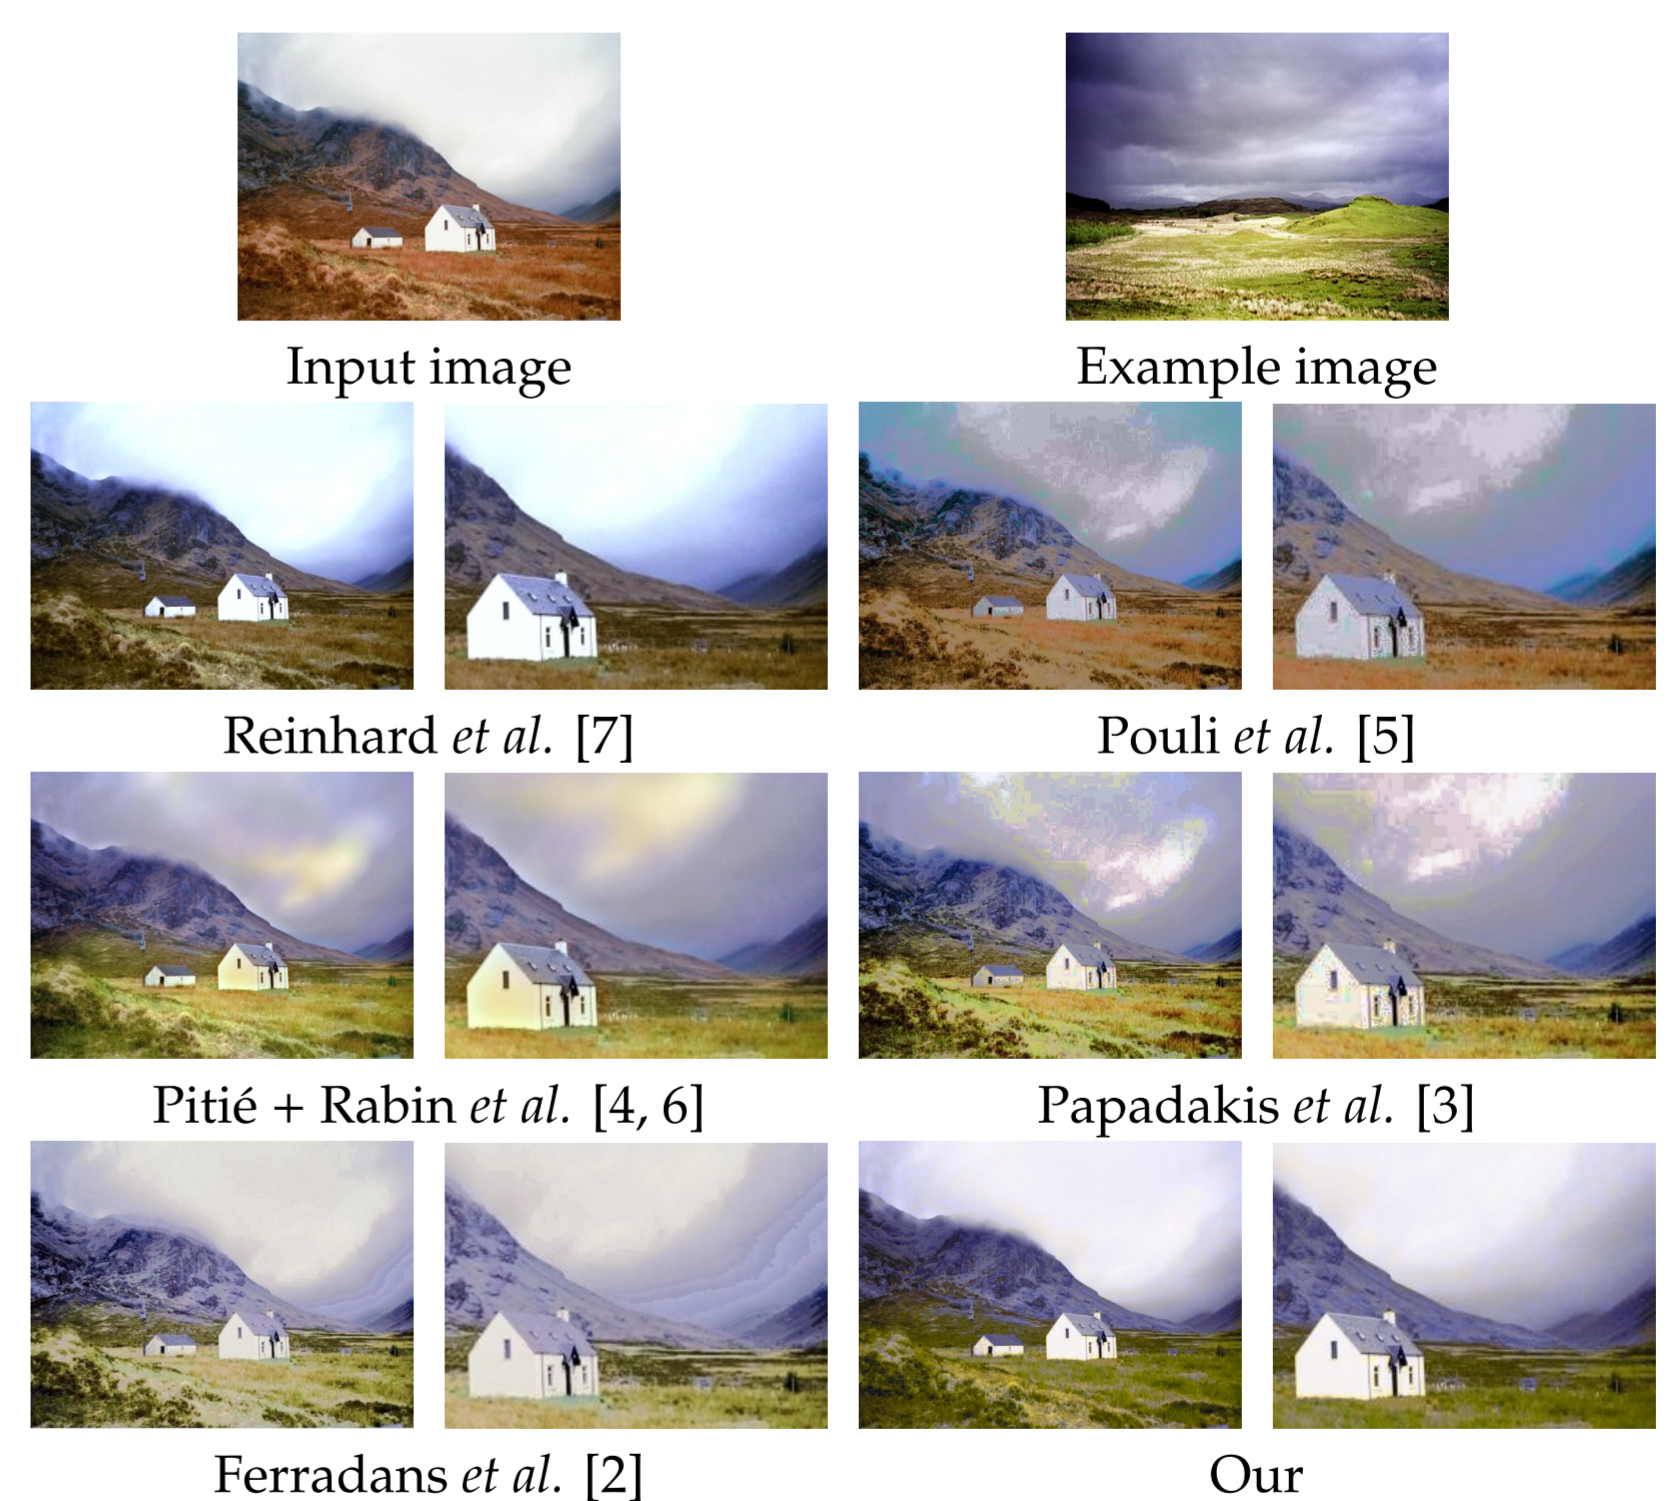 Input image
Example image
Reinhard et al. [7]
Pouli et al. [5]
Pitié + Rabin et al. [4, 6]
Papadakis et al. [3]
Ferradans et al. [2]
Our